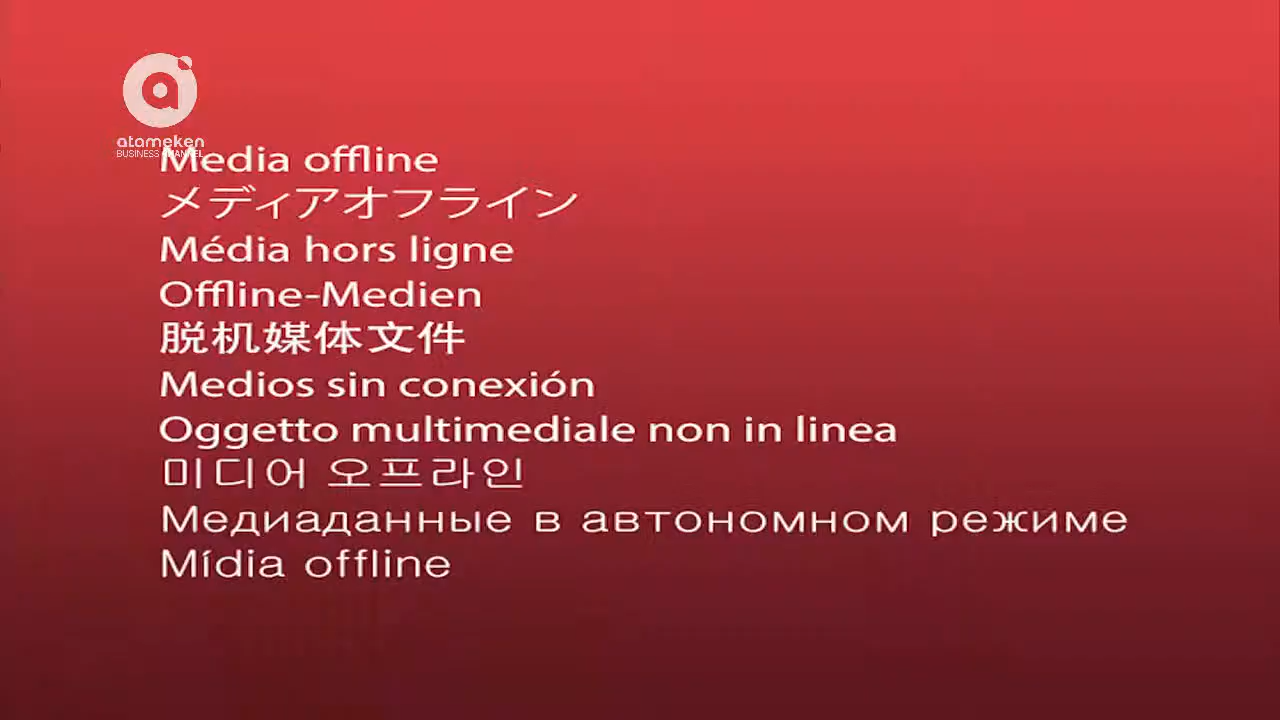 atameken
BUSINESS CHANNEL
Media offline
メディアオフライン
Média hors ligne
Offline-Medien
脱机媒体文件
Medios sin conexión
Oggetto multimediale non in linea
미디어 오프라인
Медиаданные в автономном режиме
Mídia offline